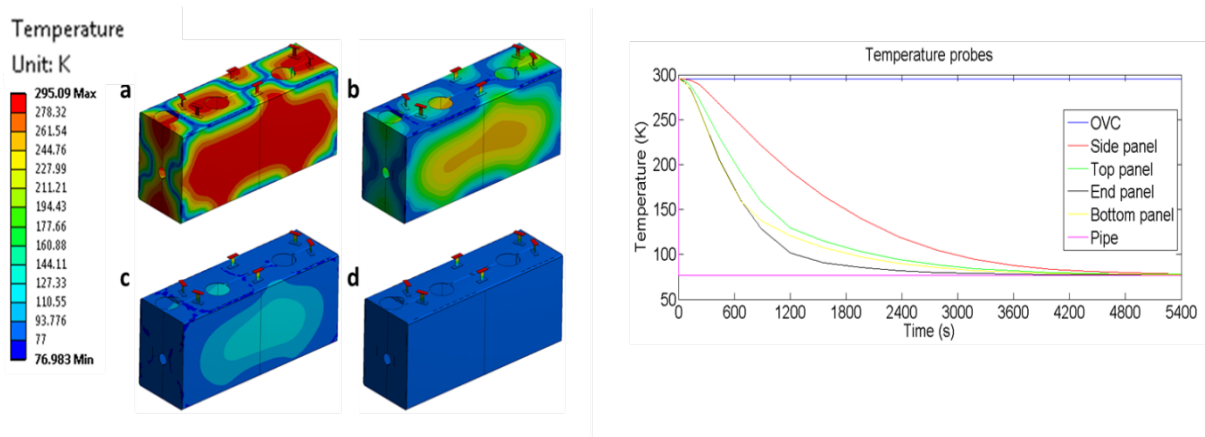 Temperature
Unit: K
295.09 Max
278.32
261.54
244.76
227.99
211.21
194.43
177.66
160.88
144.11
127.33
110.55
93.776
77
76.983 Min
a
b
c
d
Temperature probes
Temperature (K)
300
250
200
150
100
50
0
600
1200
1800
2400
3000
3600
4200
4800
5400
Time (s)
OVC
Side panel
Top panel
End panel
Bottom panel
Pipe